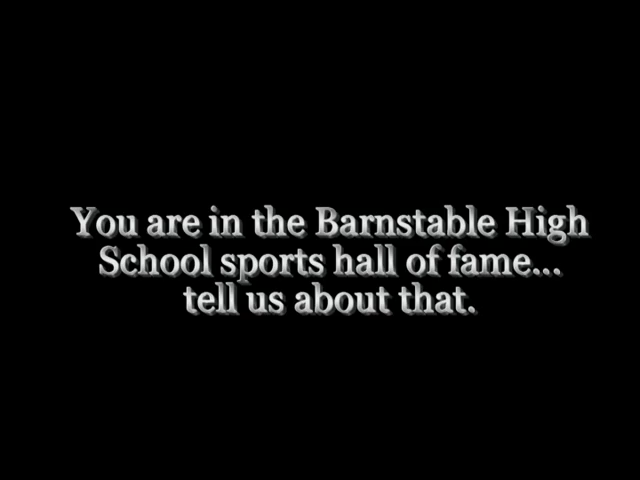 You are in the Barnstable High
School sports hall of fame...
tell us about that.